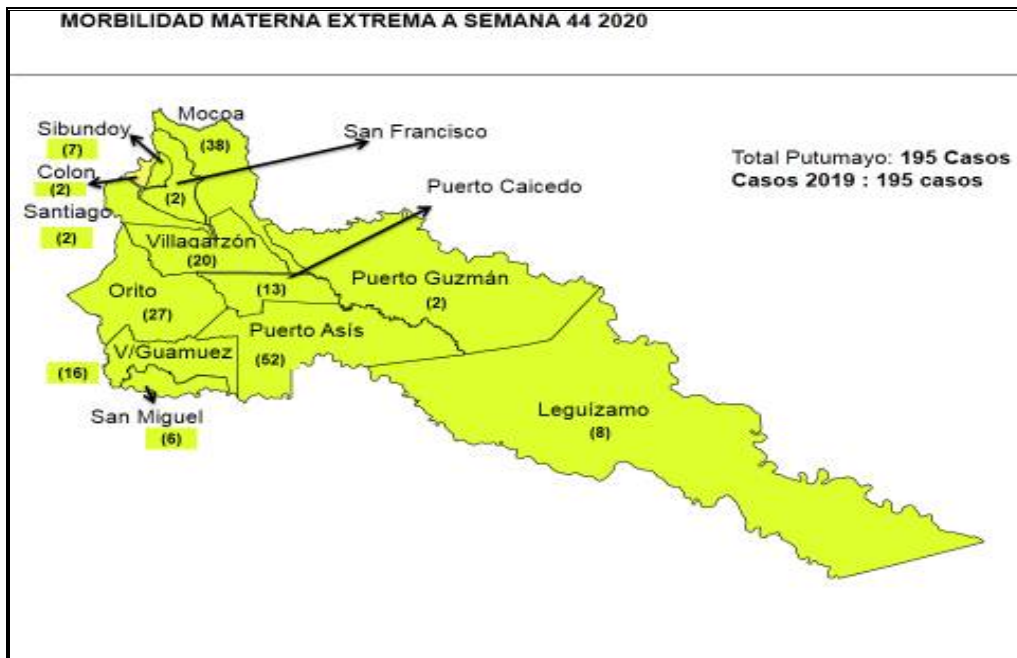 MORBILIDAD MATERNA EXTREMA A SEMANA 44 2020
Mocoa
(38)
Sibundoy
(7)
San Francisco
(2)
Colon
(2)
Total Putumayo: 195 Casos
Casos 2019 : 195 casos
Puerto Caicedo
(13)
Santiago
(2)
Villagarzón
(20)
Puerto Guzmán
(2)
Orito
(27)
Puerto Asís
(52)
V/Guamuez
(16)
San Miguel
(6)
Leguízamo
(8)